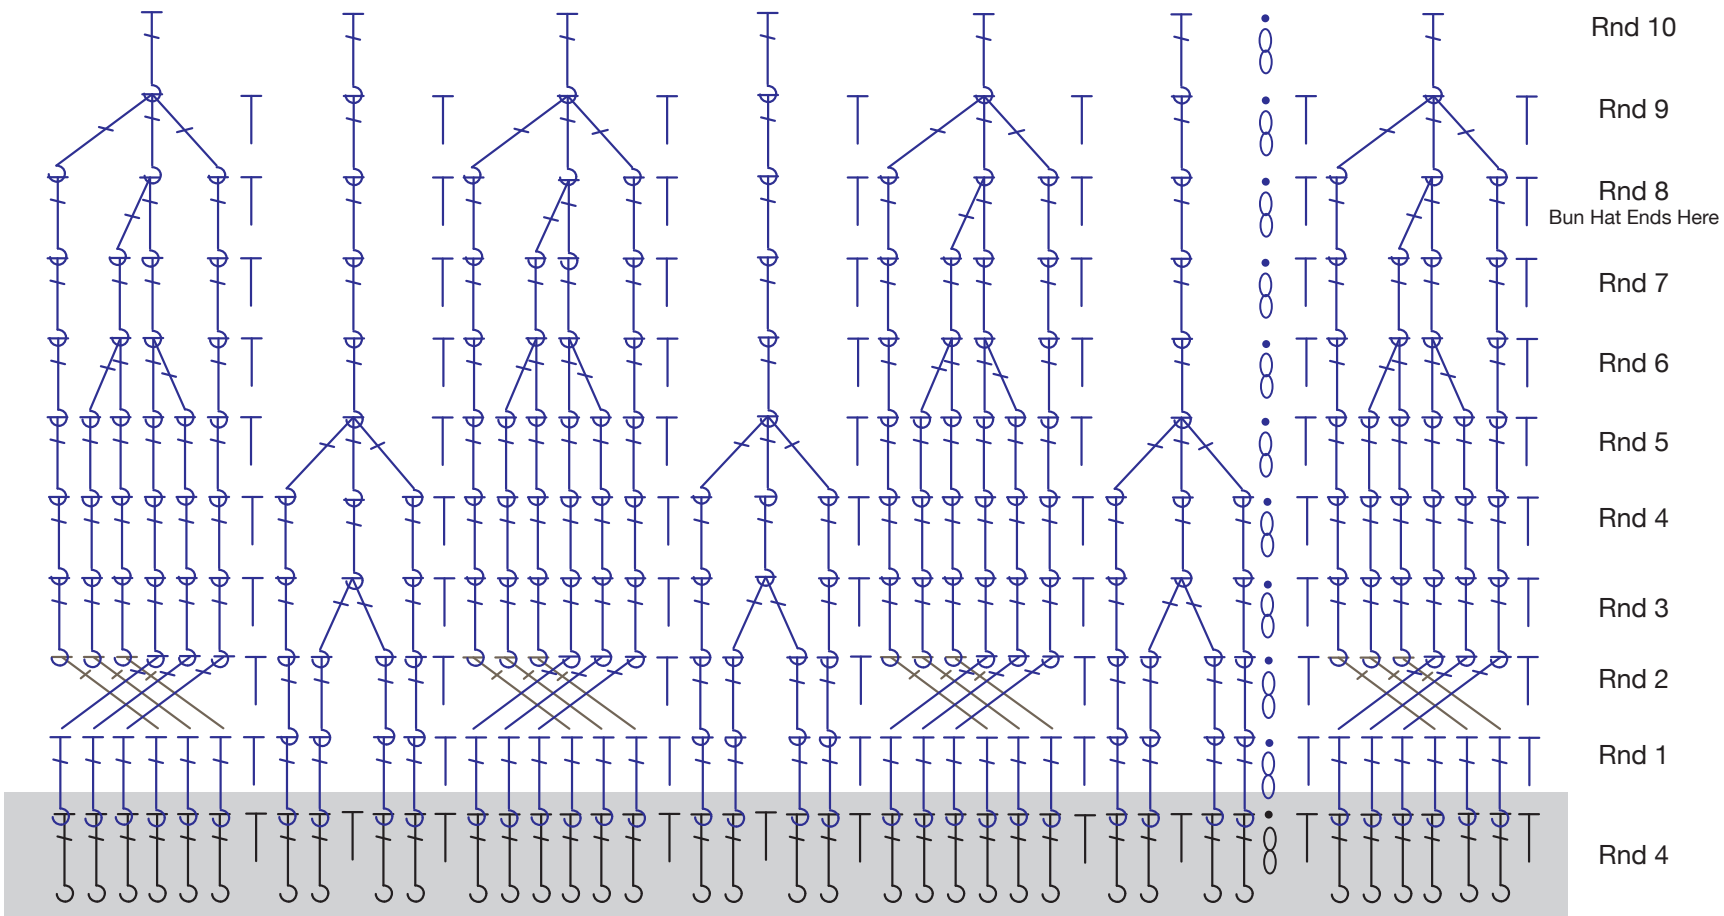 Rnd 10
Rnd 9
Rnd 8
Bun Hat Ends Here
Rnd 7
Rnd 6
Rnd 5
Rnd 4
Rnd 3
Rnd 2
Rnd 1
Rnd 4